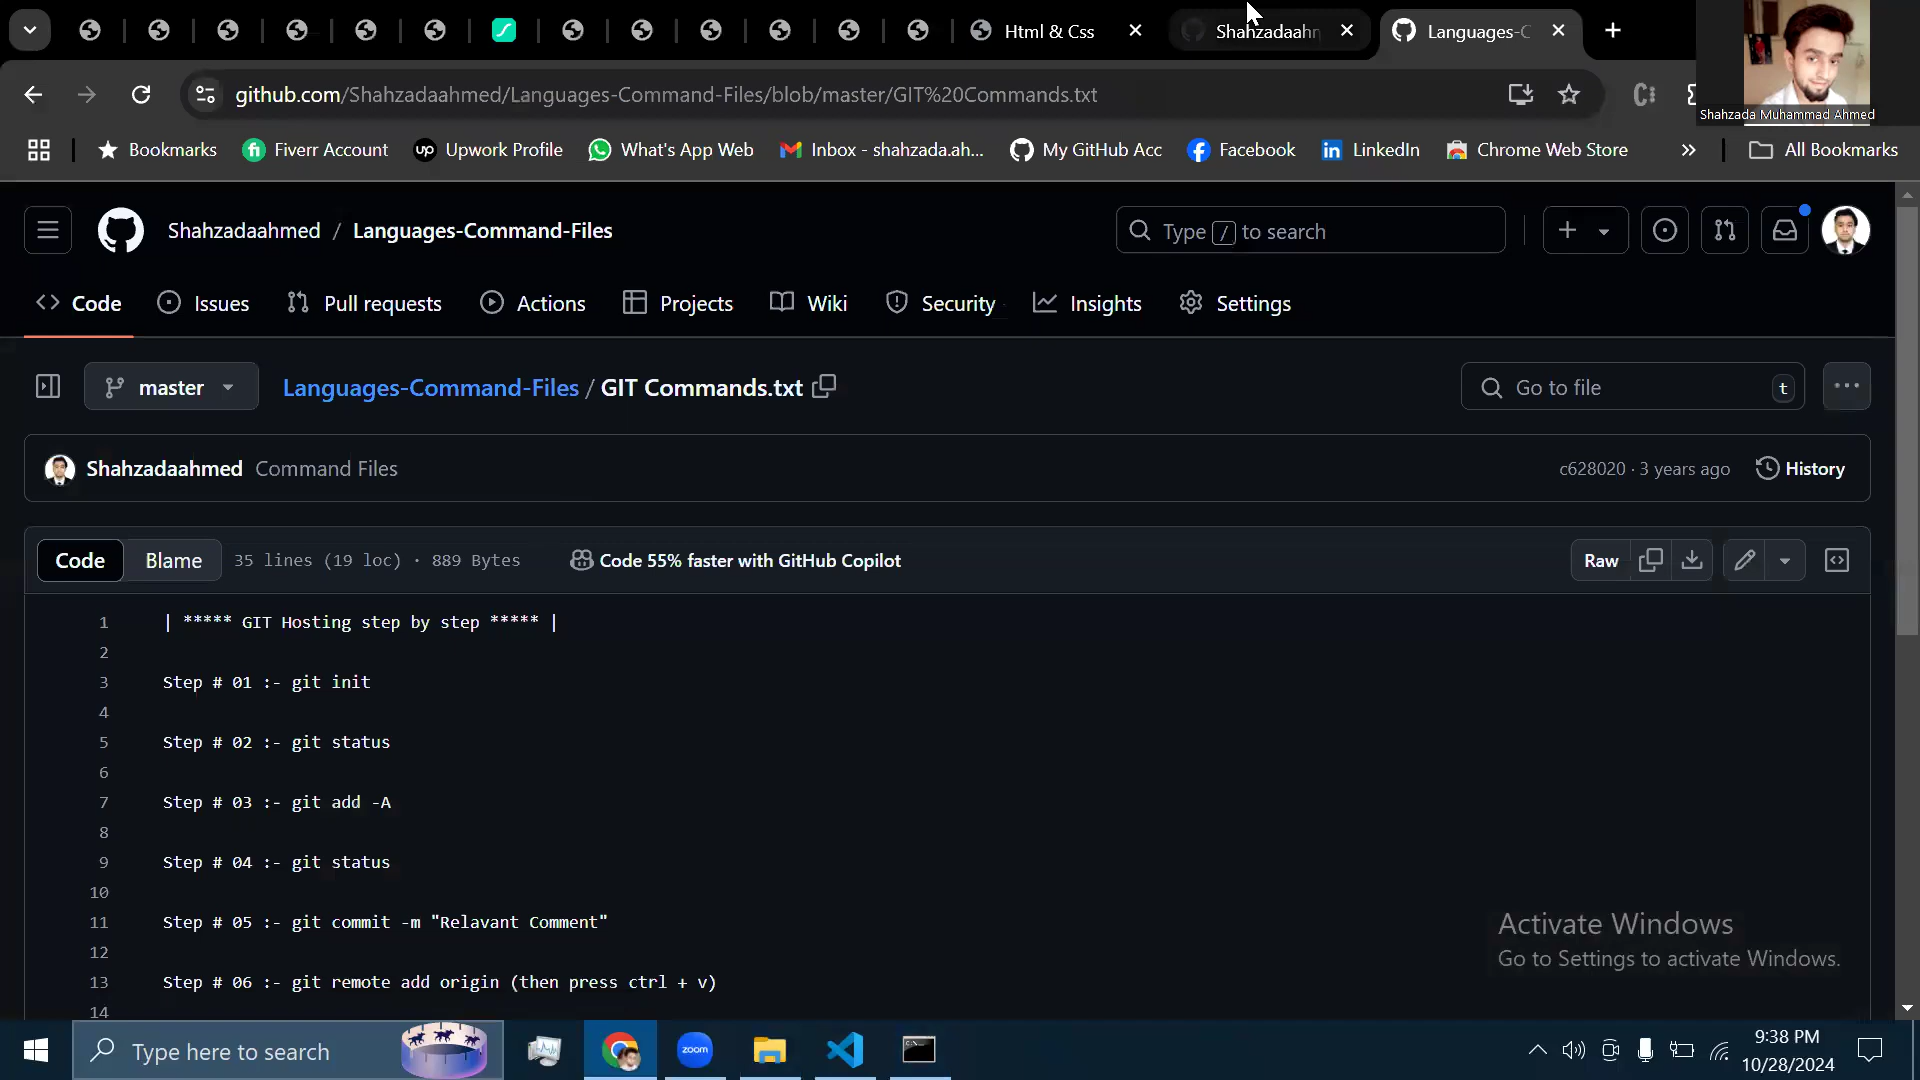 Html & Css
Shahzadaahn
Languages-C
github.com/Shahzadaahmed/Languages-Command-Files/blob/master/GIT%20Commands.txt
Shahzada Muhammad Ahmed
Bookmarks
Fiverr Account
up Upwork Profile
What's App Web
Inbox - shahzada.ah...
My GitHub Acc
Facebook
LinkedIn
Chrome Web Store
All Bookmarks
Shahzadaahmed / Languages-Command-Files
Type / to search
Code
Issues
Pull requests
Actions
Projects
Wiki
Security
Insights
Settings
master
Languages-Command-Files / GIT Commands.txt
Go to file
t
Shahzadaahmed Command Files
c628020 · 3 years ago
History
Code
Blame
35 lines (19 loc) · 889 Bytes
Code 55% faster with GitHub Copilot
Raw
1 | ***** GIT Hosting step by step ***** |
2
3 Step # 01 :- git init
4
5 Step # 02 :- git status
6
7 Step # 03 :- git add -A
8
9 Step # 04 :- git status
10
11 Step # 05 :- git commit -m "Relavant Comment"
12
13 Step # 06 :- git remote add origin (then press ctrl + v)
14
Activate Windows
Go to Settings to activate Windows.
Type here to search
zoom
9:38 PM
10/28/2024